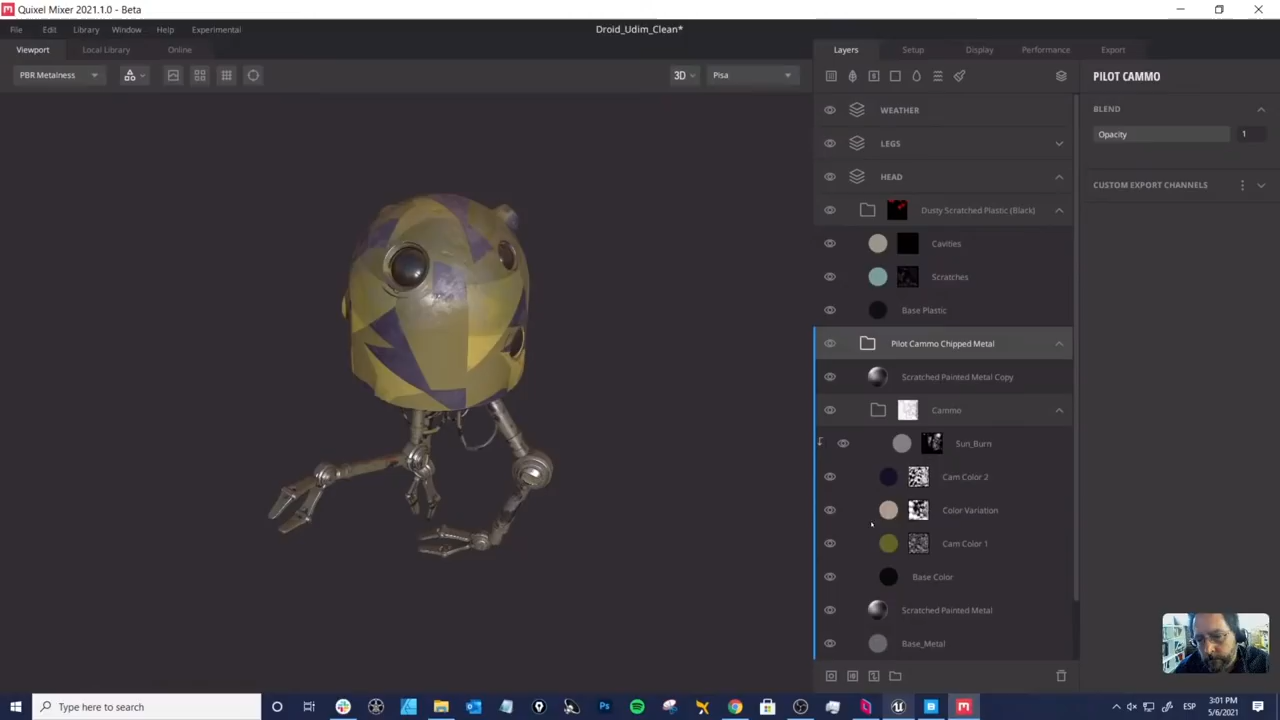 Quixel Mixer 2021.1.0 - Beta
File Edit Library Window Help Experimental
Droid_Udim_Clean*
Viewport Local Library Online
Layers Setup Display Performance Export
PBR Metalness
3D Pisa
PILOT CAMMO
WEATHER
BLEND
Opacity 1
LEGS
HEAD
CUSTOM EXPORT CHANNELS
Dusty Scratched Plastic (Black)
Cavities
Scratches
Base Plastic
Pilot Cammo Chipped Metal
Scratched Painted Metal Copy
Cammo
Sun_Burn
Cam Color 2
Color Variation
Cam Color 1
Base Color
Scratched Painted Metal
Base_Metal
Type here to search
ESP
3:01 PM
5/6/2021